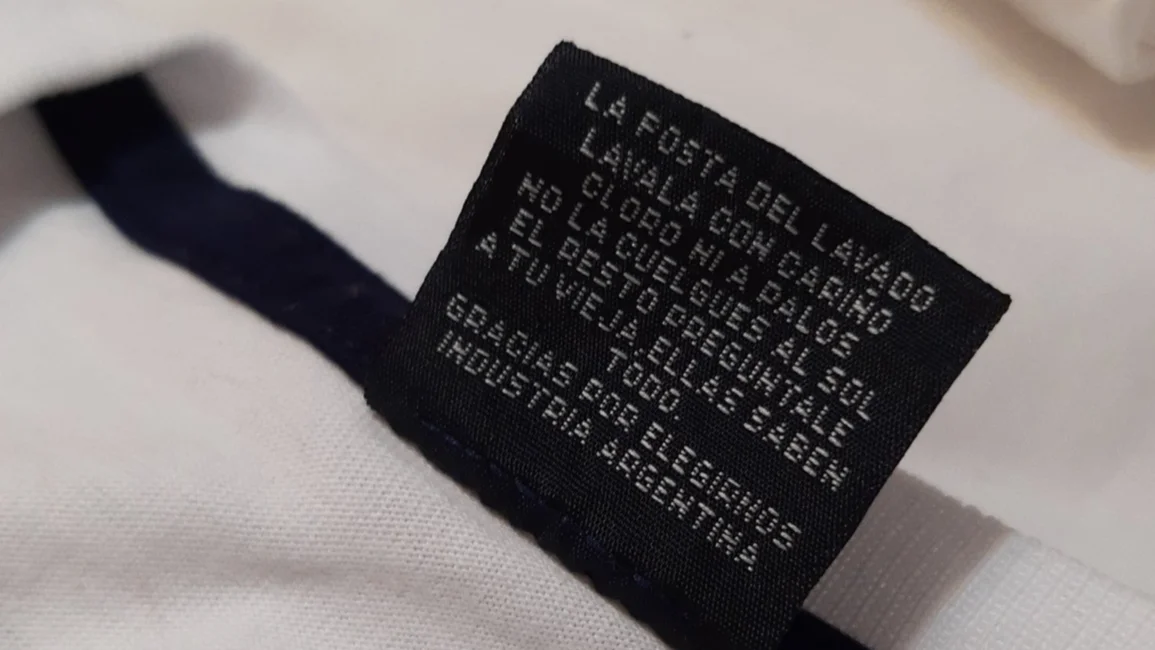 LA POSTA DEL LAVADO
LAVALA CON CARIÑO
CLORO NI A PALOS
NO LA CUELGUES AL SOL
EL RESTO PREGUNTALE
A TU VIEJA, ELLAS SABEN
TODO.
GRACIAS POR ELEGIRNOS
INDUSTRIA ARGENTINA